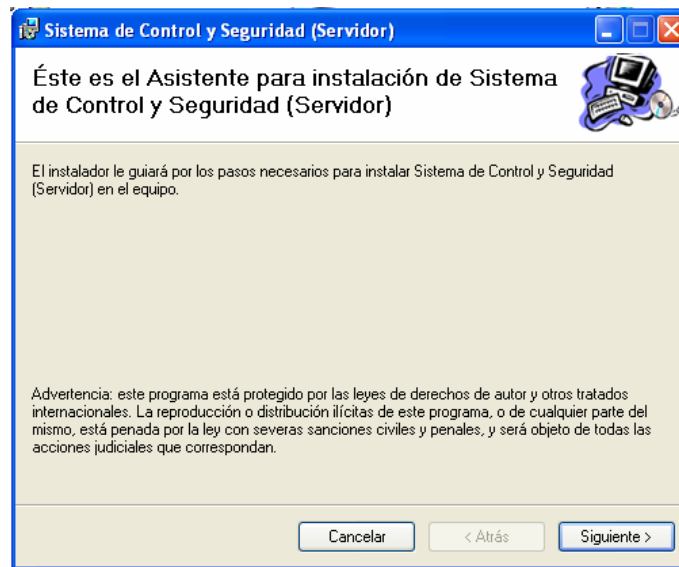 Sistema de Control y Seguridad (Servidor)
Éste es el Asistente para instalación de Sistema
de Control y Seguridad (Servidor)
El instalador le guiará por los pasos necesarios para instalar Sistema de Control y Seguridad
(Servidor) en el equipo.
Advertencia: este programa está protegido por las leyes de derechos de autor y otros tratados
internacionales. La reproducción o distribución ilícitas de este programa, o de cualquier parte del
mismo, está penada por la ley con severas sanciones civiles y penales, y será objeto de todas las
acciones judiciales que correspondan.
Cancelar < Atrás Siguiente >